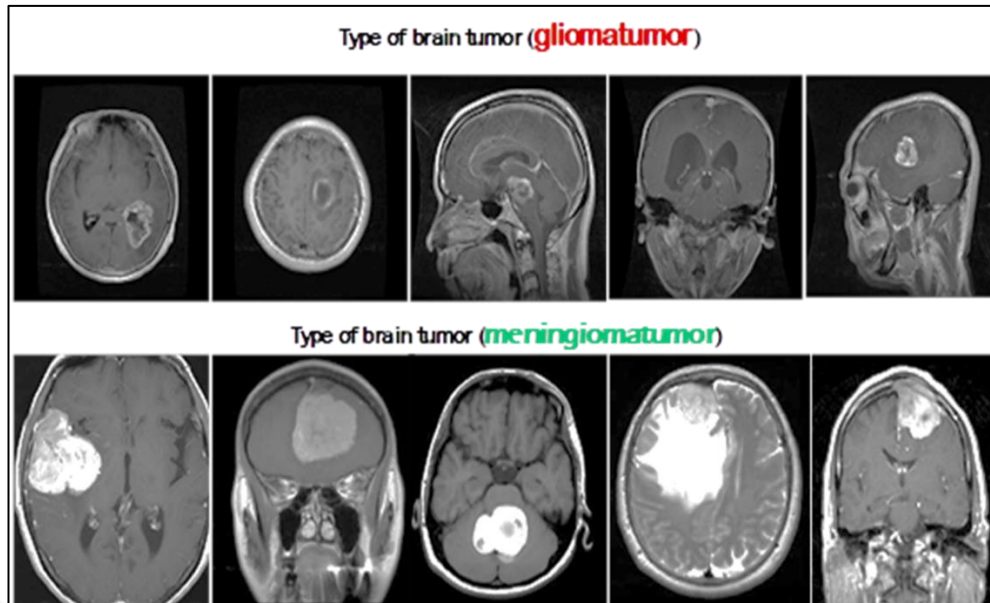 Type of brain tumor (gliomatumor)
Type of brain tumor (meningiomatumor)